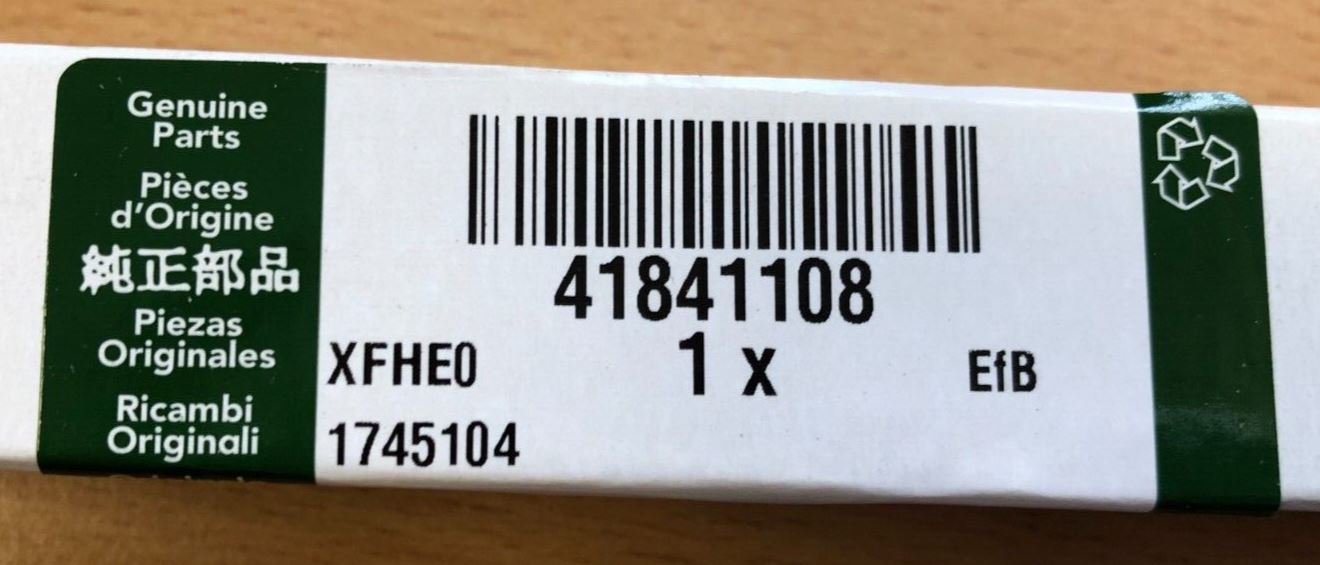 Genuine
Parts
Pièces
d'Origine
純正部品
Piezas
Originales
Ricambi
Originali
41841108
1 x
XFHE0
EfB
1745104